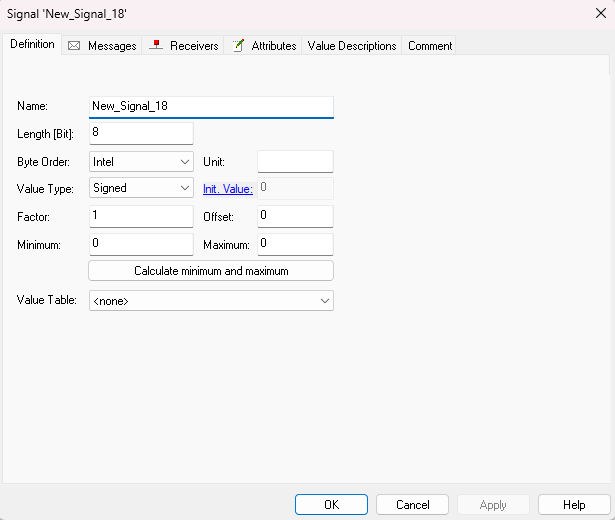 Signal 'New_Signal_18'
Definition Messages Receivers Attributes Value Descriptions Comment
Name: New_Signal_18
Length [Bit]: 8
Byte Order: Intel Unit:
Value Type: Signed Init. Value: 0
Factor: 1 Offset: 0
Minimum: 0 Maximum: 0
Calculate minimum and maximum
Value Table: <none>
OK Cancel Apply Help